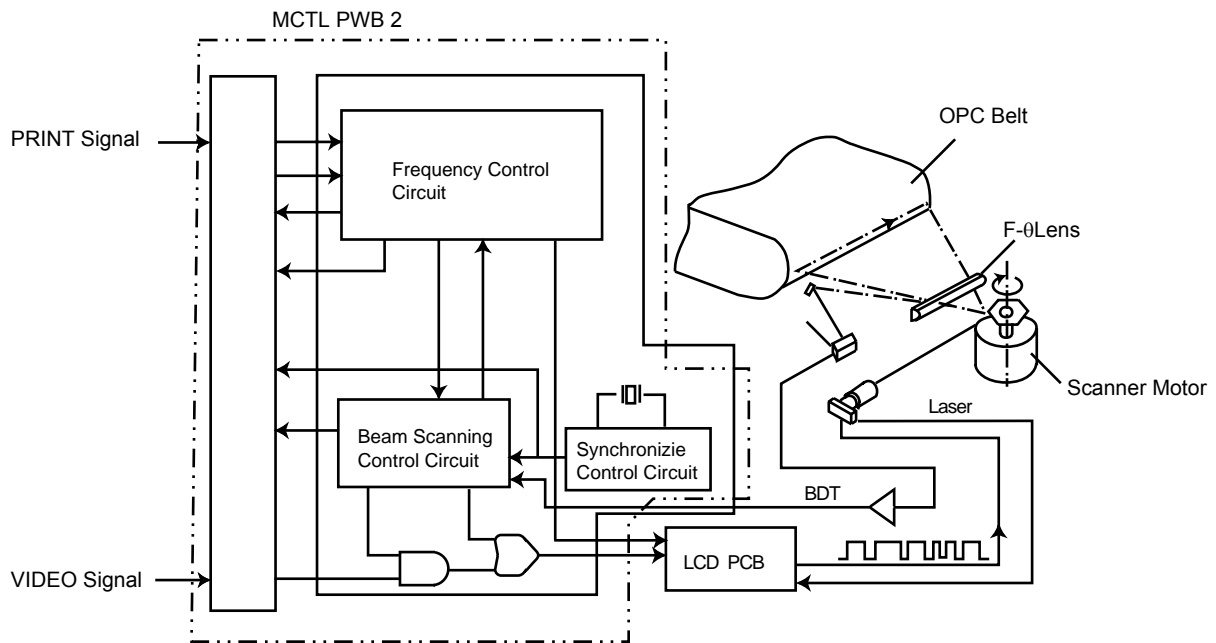 MCTL PWB 2
PRINT Signal
Frequency Control
Circuit
OPC Belt
F-θLens
Scanner Motor
Beam Scanning
Control Circuit
Synchronizie
Control Circuit
Laser
BDT
LCD PCB
VIDEO Signal